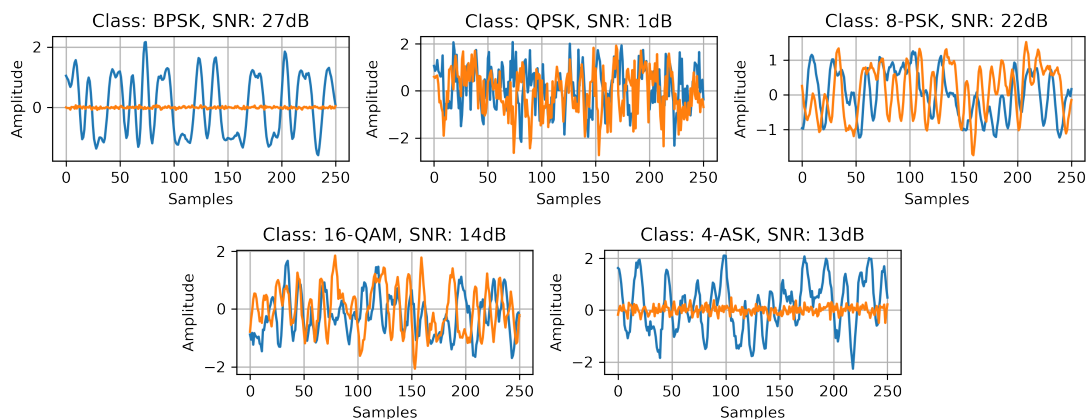 Class: BPSK, SNR: 27dB
Amplitude
2
0
0 50 100 150 200 250
Samples
Class: QPSK, SNR: 1dB
Amplitude
2
0
−2
0 50 100 150 200 250
Samples
Class: 8-PSK, SNR: 22dB
Amplitude
1
0
−1
0 50 100 150 200 250
Samples
Class: 16-QAM, SNR: 14dB
Amplitude
2
0
−2
0 50 100 150 200 250
Samples
Class: 4-ASK, SNR: 13dB
Amplitude
2
0
−2
0 50 100 150 200 250
Samples